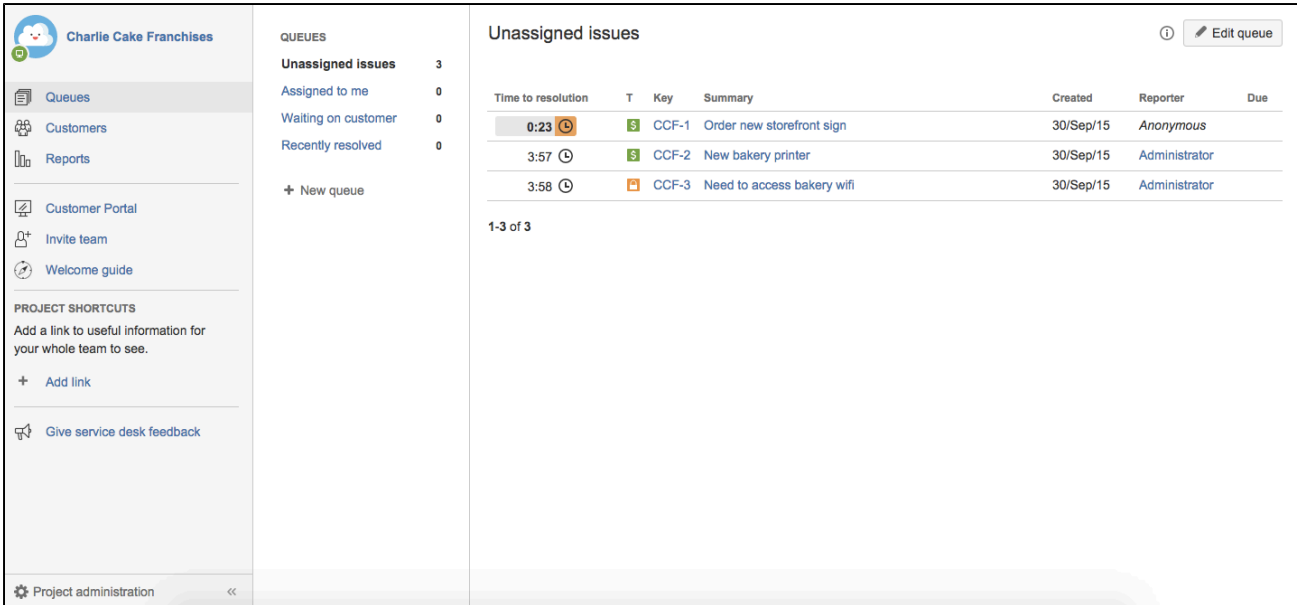 Charlie Cake Franchises
Queues
Customers
Reports
Customer Portal
Invite team
Welcome guide
PROJECT SHORTCUTS
Add a link to useful information for
your whole team to see.
+ Add link
Give service desk feedback
Project administration «
QUEUES
Unassigned issues 3
Assigned to me 0
Waiting on customer 0
Recently resolved 0
+ New queue
Unassigned issues
Edit queue
Time to resolution T Key Summary Created Reporter Due
0:23 $ CCF-1 Order new storefront sign 30/Sep/15 Anonymous
3:57 $ CCF-2 New bakery printer 30/Sep/15 Administrator
3:58 CCF-3 Need to access bakery wifi 30/Sep/15 Administrator
1-3 of 3